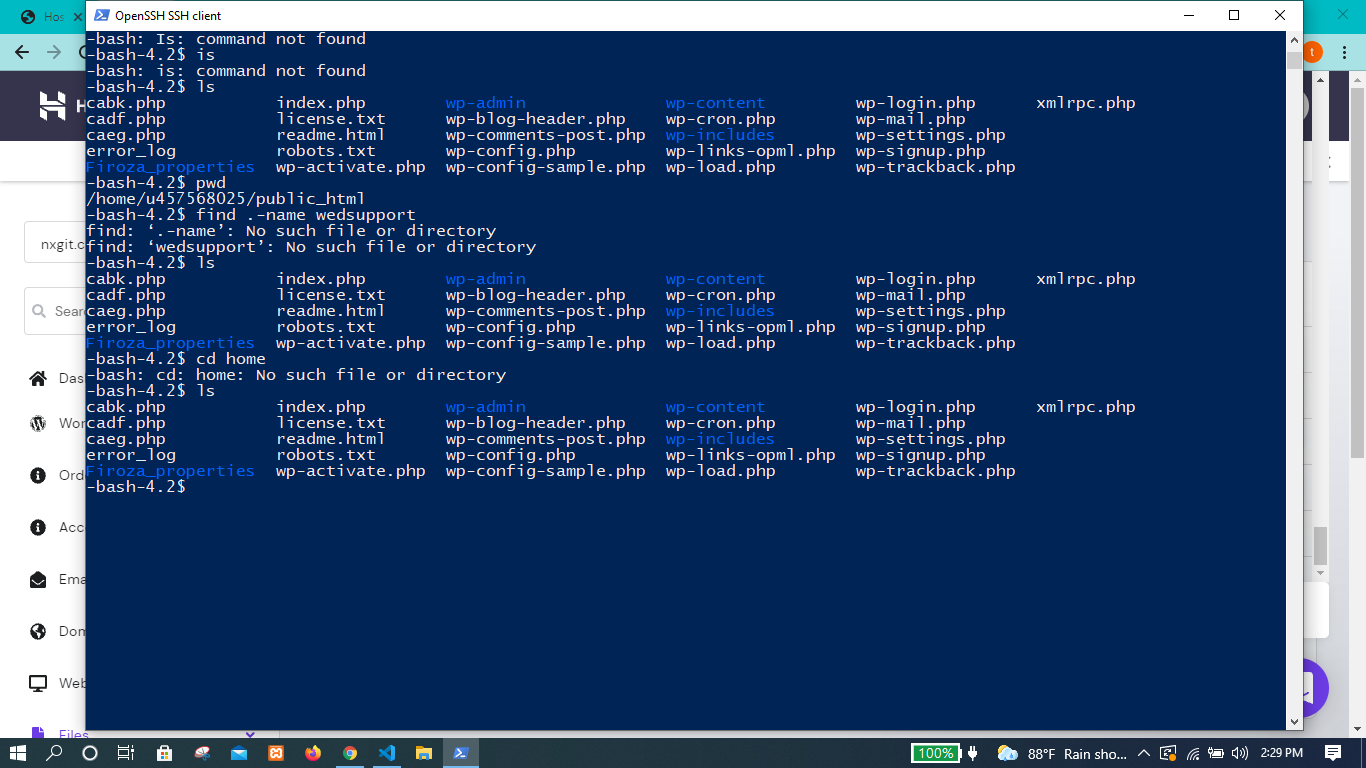 Hos
OpenSSH SSH client
-bash: Is: command not found
-bash-4.2$ is
-bash: is: command not found
-bash-4.2$ ls
cabk.php index.php wp-admin wp-content wp-login.php xmlrpc.php
cadf.php license.txt wp-blog-header.php wp-cron.php wp-mail.php
caeg.php readme.html wp-comments-post.php wp-includes wp-settings.php
error_log robots.txt wp-config.php wp-links-opml.php wp-signup.php
Firoza_properties wp-activate.php wp-config-sample.php wp-load.php wp-trackback.php
-bash-4.2$ pwd
/home/u457568025/public_html
-bash-4.2$ find .-name wedsupport
find: ‘.-name’: No such file or directory
find: ‘wedsupport’: No such file or directory
-bash-4.2$ ls
cabk.php index.php wp-admin wp-content wp-login.php xmlrpc.php
cadf.php license.txt wp-blog-header.php wp-cron.php wp-mail.php
caeg.php readme.html wp-comments-post.php wp-includes wp-settings.php
error_log robots.txt wp-config.php wp-links-opml.php wp-signup.php
Firoza_properties wp-activate.php wp-config-sample.php wp-load.php wp-trackback.php
-bash-4.2$ cd home
-bash: cd: home: No such file or directory
-bash-4.2$ ls
cabk.php index.php wp-admin wp-content wp-login.php xmlrpc.php
cadf.php license.txt wp-blog-header.php wp-cron.php wp-mail.php
caeg.php readme.html wp-comments-post.php wp-includes wp-settings.php
error_log robots.txt wp-config.php wp-links-opml.php wp-signup.php
Firoza_properties wp-activate.php wp-config-sample.php wp-load.php wp-trackback.php
-bash-4.2$
t
H
nxgit.c
Sear
Das
Wor
Ord
Acc
Ema
Dom
Web
Files
100%
88°F Rain sho...
2:29 PM